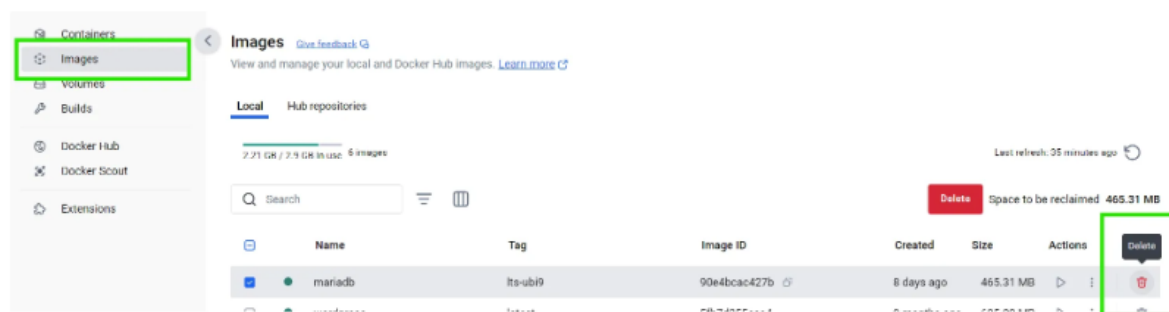 Containers
Images
Volumes
Builds
Docker Hub
Docker Scout
Extensions
Images Give feedback
View and manage your local and Docker Hub images. Learn more
Local Hub repositories
2.21 GB / 2.9 GB in use 6 images
Last refresh: 35 minutes ago
Search
Delete Space to be reclaimed 465.31 MB
Name Tag Image ID Created Size Actions
Delete
mariadb lts-ubi9 90e4bcac427b 8 days ago 465.31 MB